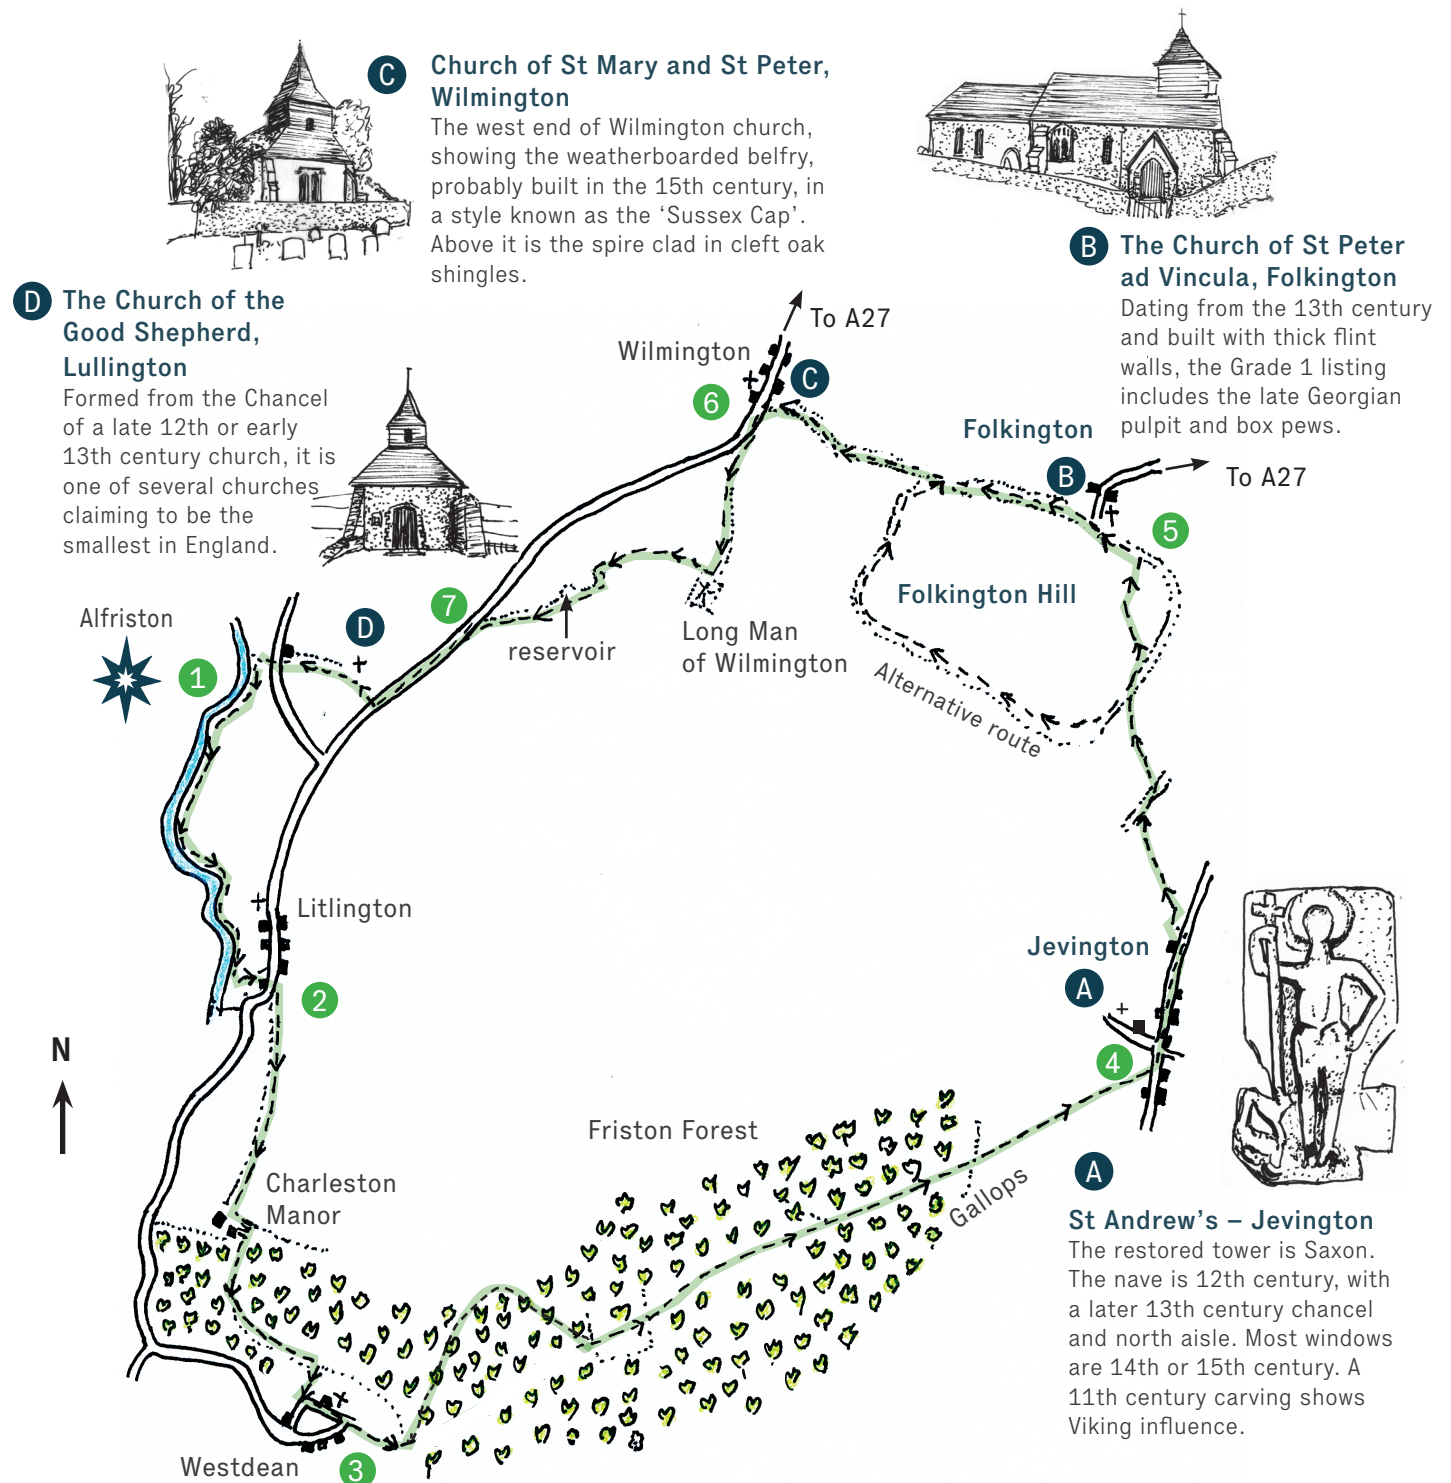 C
Church of St Mary and St Peter,
Wilmington
The west end of Wilmington church,
showing the weatherboarded belfry,
probably built in the 15th century, in
a style known as the ‘Sussex Cap’.
Above it is the spire clad in cleft oak
shingles.
B
The Church of St Peter
ad Vincula, Folkington
Dating from the 13th century
and built with thick flint
walls, the Grade 1 listing
includes the late Georgian
pulpit and box pews.
D
The Church of the
Good Shepherd,
Lullington
Formed from the Chancel
of a late 12th or early
13th century church, it is
one of several churches
claiming to be the
smallest in England.
To A27
Wilmington
C
6
Folkington
B
To A27
5
Folkington Hill
Alternative route
Long Man
of Wilmington
reservoir
7
D
Alfriston
1
Litlington
2
N
Jevington
A
4
Friston Forest
Gallops
Charleston
Manor
Westdean
3
A
St Andrew’s – Jevington
The restored tower is Saxon.
The nave is 12th century, with
a later 13th century chancel
and north aisle. Most windows
are 14th or 15th century. A
11th century carving shows
Viking influence.